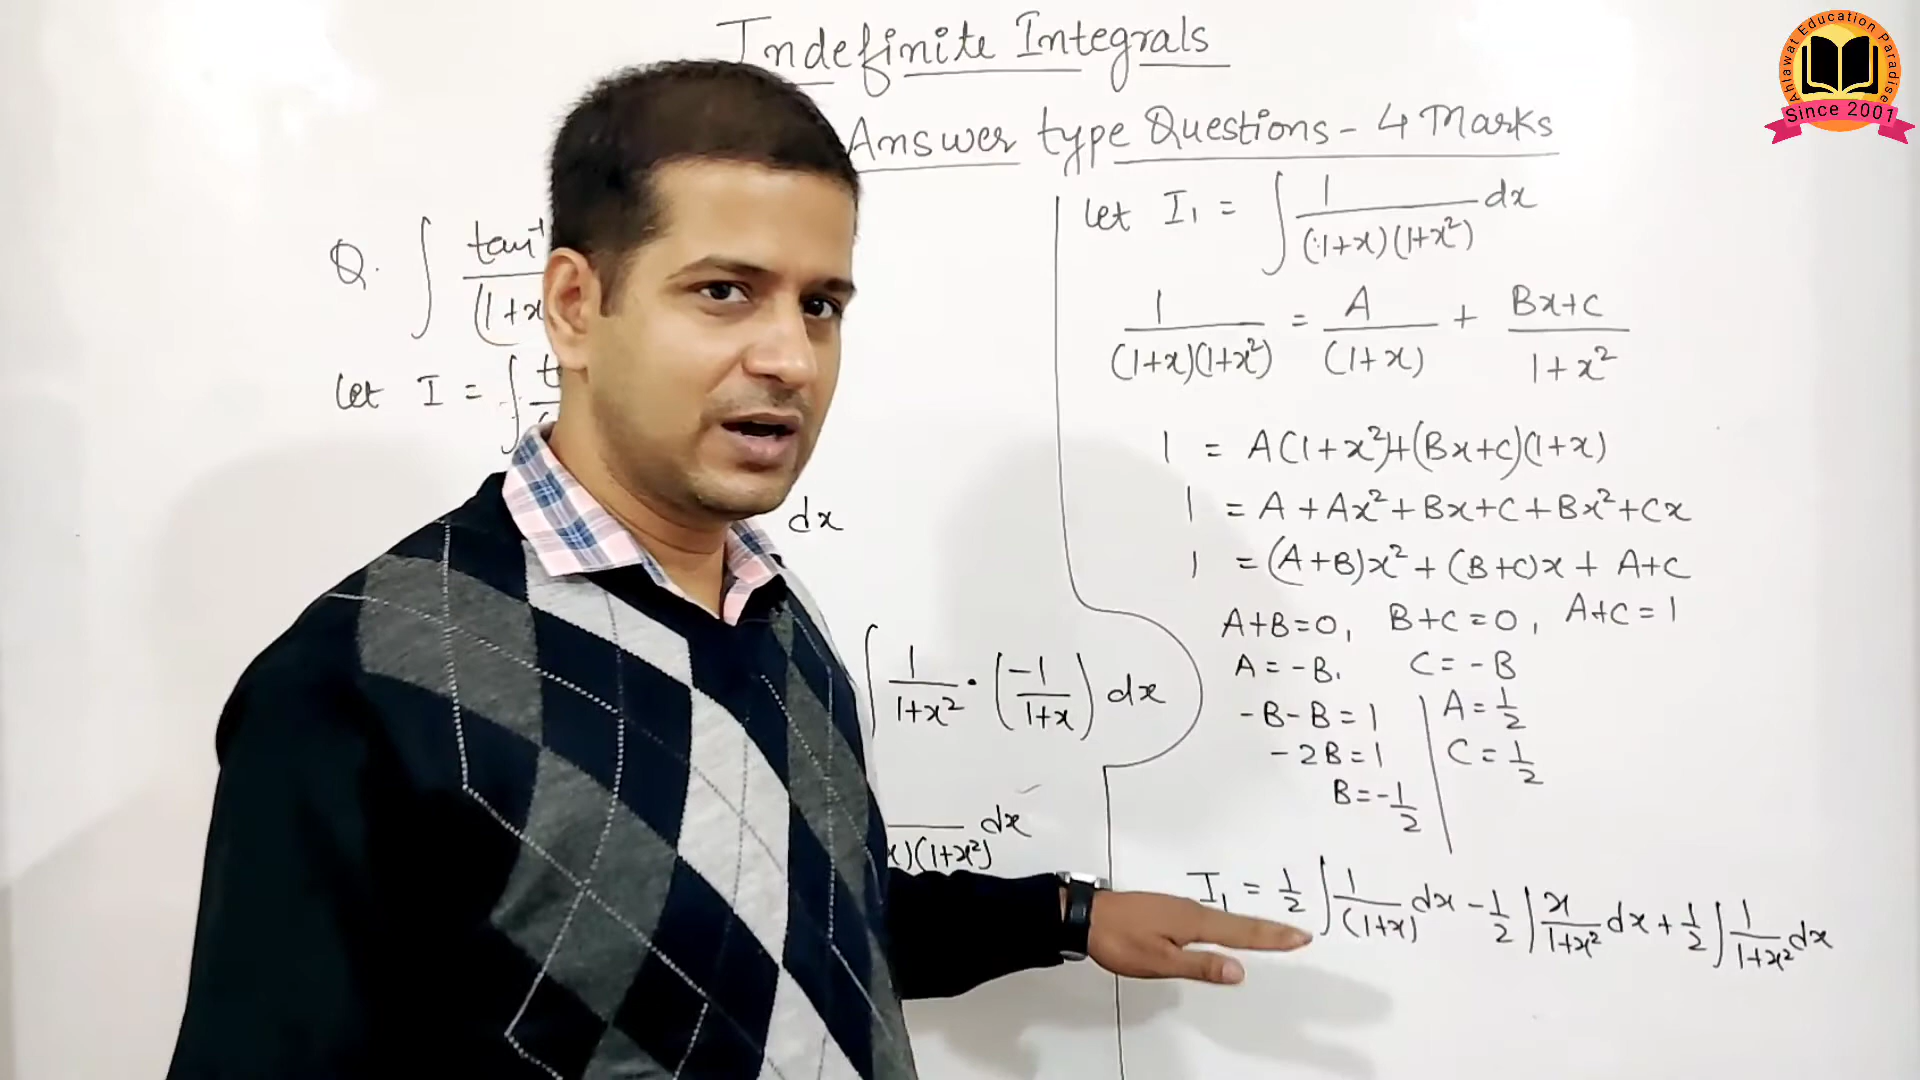 Indefinite Integrals
Answer type Questions - 4 Marks
Q. ∫ tan⁻¹ / (1+x
Let I = ∫
dx
∫ 1/(1+x²) · (-1/(1+x)) dx
x)(1+x²) dx
Let I₁ = ∫ 1/((1+x)(1+x²)) dx
1/((1+x)(1+x²)) = A/(1+x) + (Bx+C)/(1+x²)
1 = A(1+x²)+(Bx+C)(1+x)
1 = A+Ax²+Bx+C+Bx²+Cx
1 = (A+B)x²+(B+C)x+A+C
A+B=0, B+C=0, A+C=1
A=-B, C=-B
-B-B=1 A=1/2
-2B=1 C=1/2
B=-1/2
I₁ = 1/2 ∫ 1/(1+x) dx - 1/2 ∫ x/(1+x²) dx + 1/2 ∫ 1/(1+x²) dx
Ahlawat Education Paradise
Since 2001